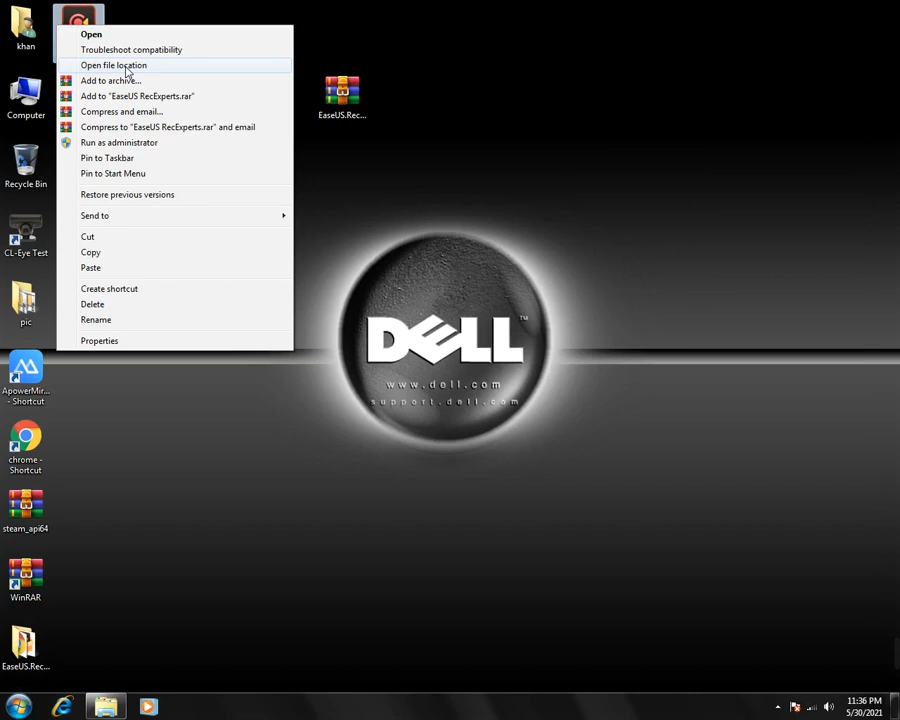 khan
Computer
Recycle Bin
CL-Eye Test
pic
ApowerMir...
- Shortcut
chrome -
Shortcut
steam_api64
WinRAR
EaseUS.Rec...
Open
Troubleshoot compatibility
Open file location
Add to archive...
Add to "EaseUS RecExperts.rar"
Compress and email...
Compress to "EaseUS RecExperts.rar" and email
Run as administrator
Pin to Taskbar
Pin to Start Menu
Restore previous versions
Send to
Cut
Copy
Paste
Create shortcut
Delete
Rename
Properties
EaseUS.Rec...
DELL™
www.dell.com
support.dell.com
11:36 PM
5/30/2021